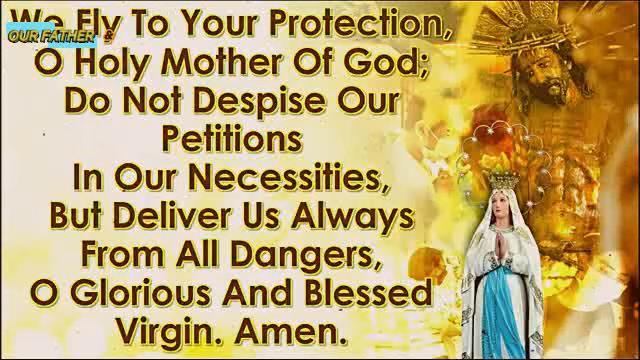 We Fly To Your Protection,
OUR FATHER &
O Holy Mother Of God;
Do Not Despise Our
Petitions
In Our Necessities,
But Deliver Us Always
From All Dangers,
O Glorious And Blessed
Virgin. Amen.